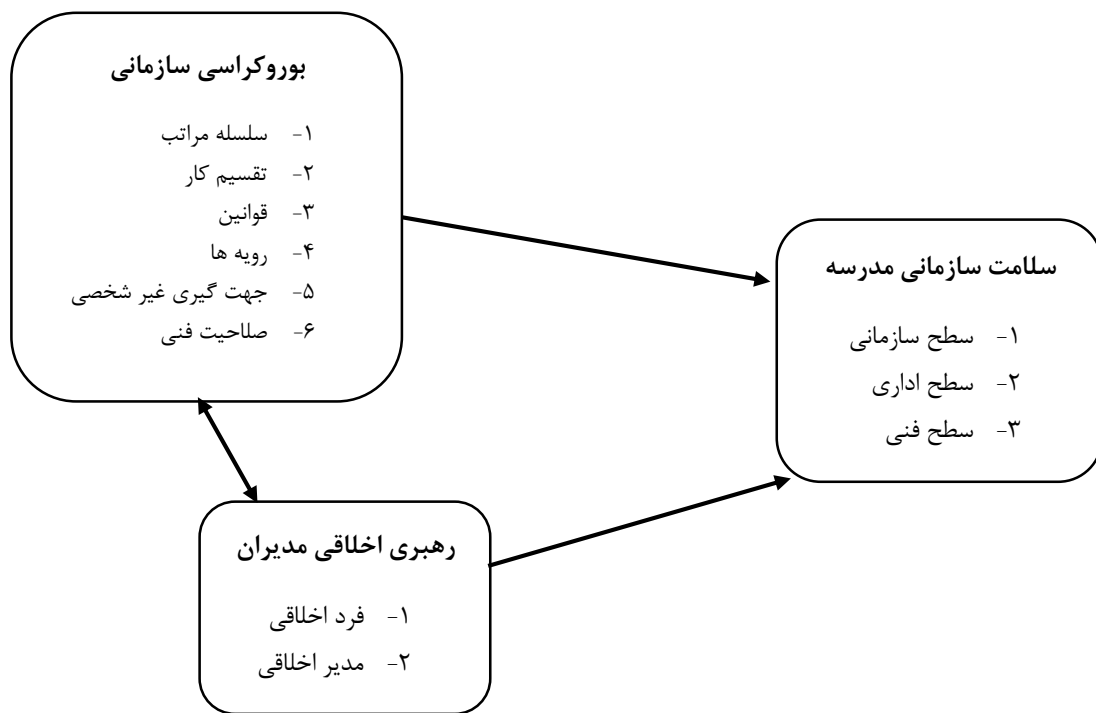 بوروکراسی سازمانی
۱- سلسله مراتب
۲- تقسیم کار
۳- قوانین
۴- رویه ها
۵- جهت گیری غیر شخصی
۶- صلاحیت فنی
سلامت سازمانی مدرسه
۱- سطح سازمانی
۲- سطح اداری
۳- سطح فنی
رهبری اخلاقی مدیران
۱- فرد اخلاقی
۲- مدیر اخلاقی